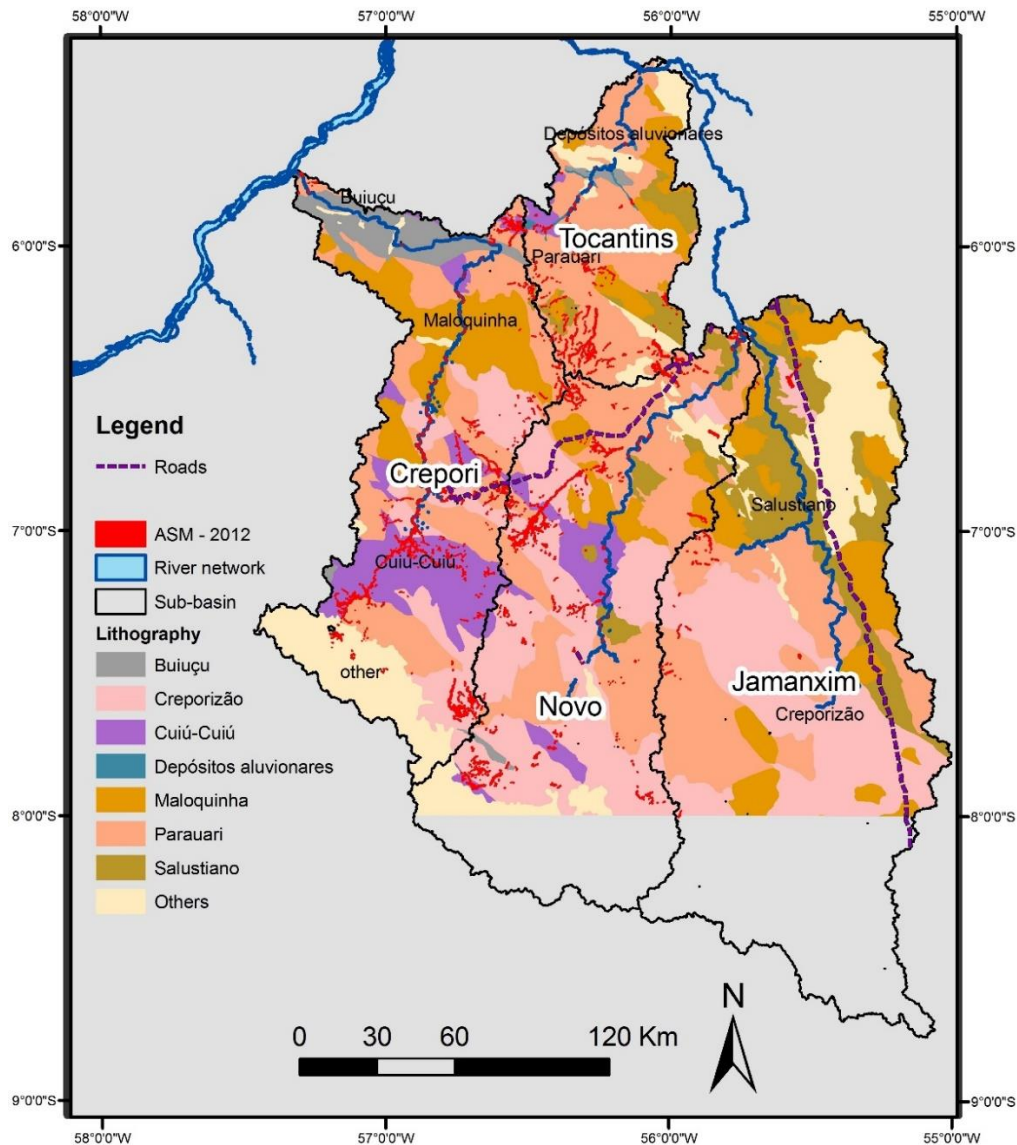 58°0'0"W
57°0'0"W
56°0'0"W
55°0'0"W
Depósitos aluvionares
Buiuçu
6°0'0"S
Tocantins
6°0'0"S
Parauari
Maloquinha
Legend
Roads
Crepori
Salustiano
7°0'0"S
7°0'0"S
ASM - 2012
Cuiú-Cuiú
River network
Sub-basin
Lithography
other
Buiuçu
Jamanxim
Creporizão
Novo
Creporizão
Cuiú-Cuiú
Depósitos aluvionares
Maloquinha
8°0'0"S
8°0'0"S
Parauari
Salustiano
Others
N
0 30 60 120 Km
9°0'0"S
9°0'0"S
58°0'0"W
57°0'0"W
56°0'0"W
55°0'0"W